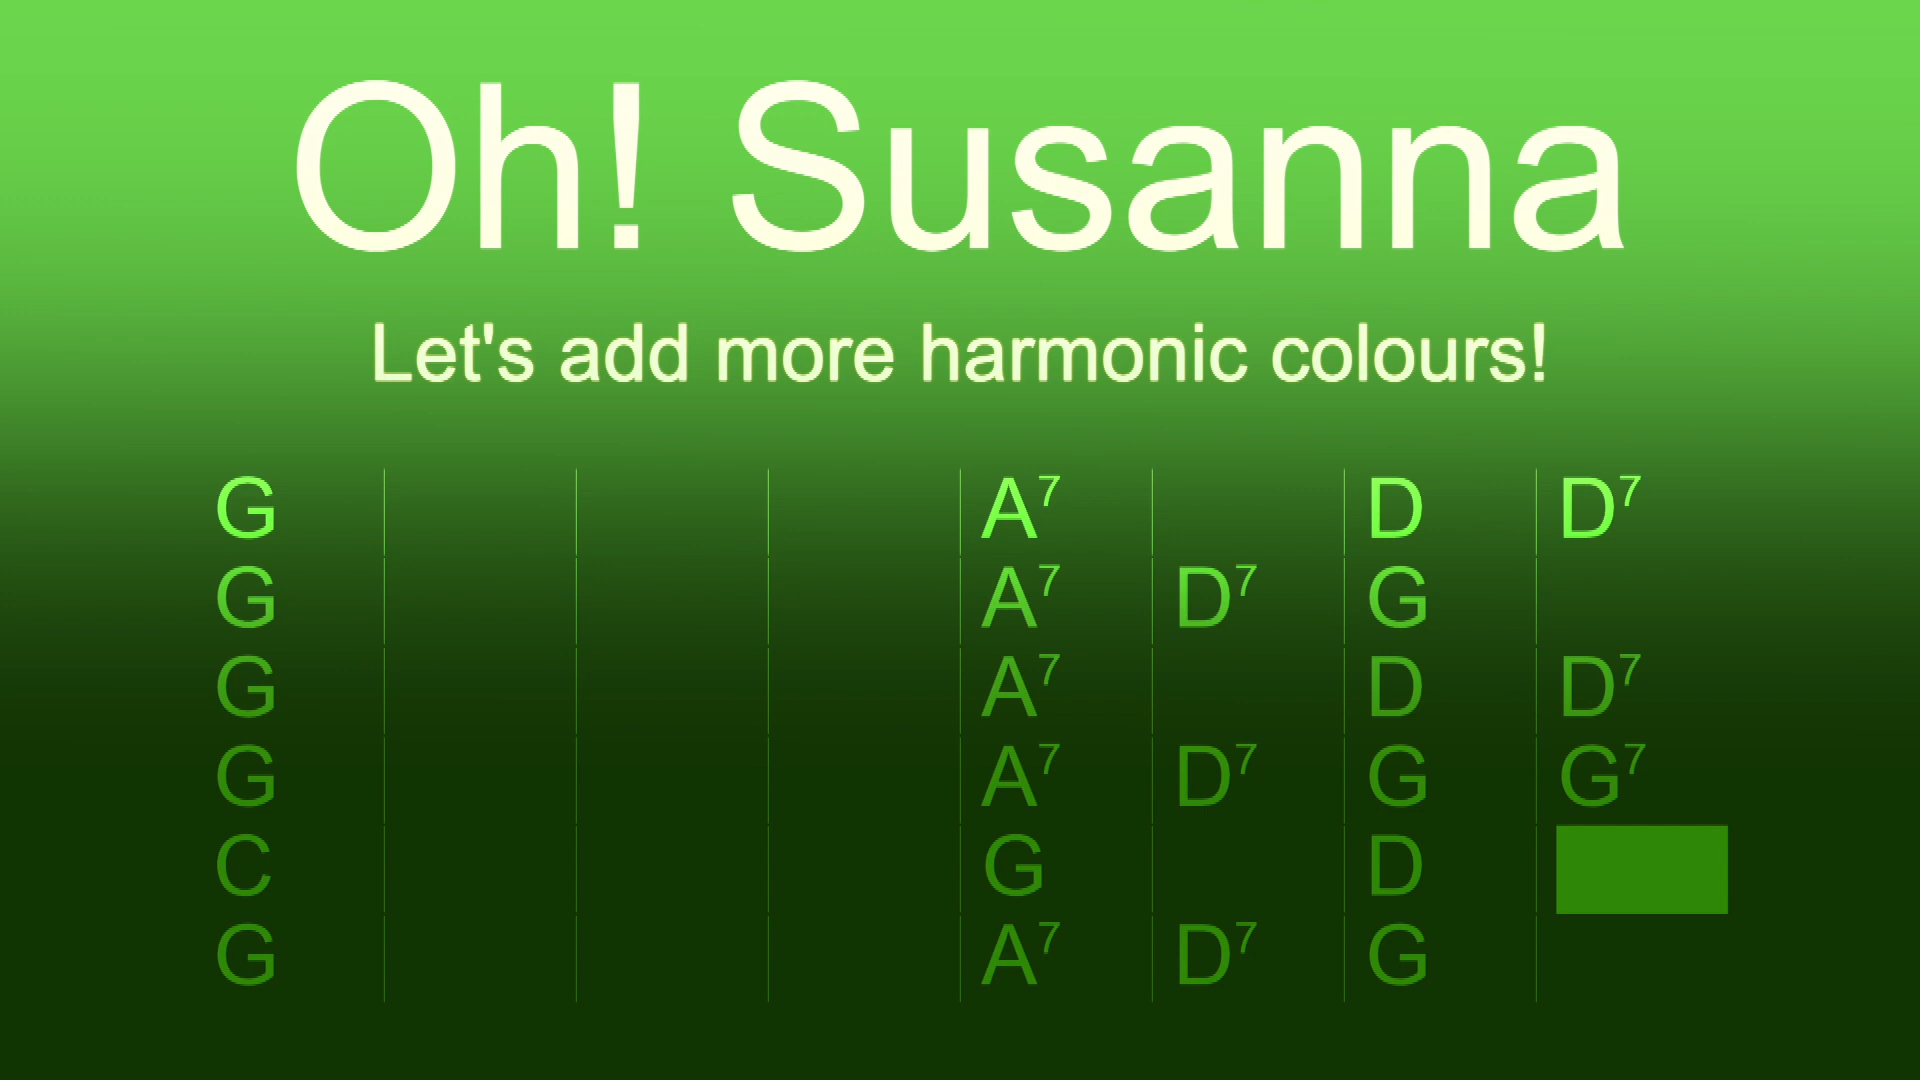 Oh! Susanna
Let's add more harmonic colours!
G A7 D D7
G A7 D7 G
G A7 D D7
G A7 D7 G G7
C G D
G A7 D7 G